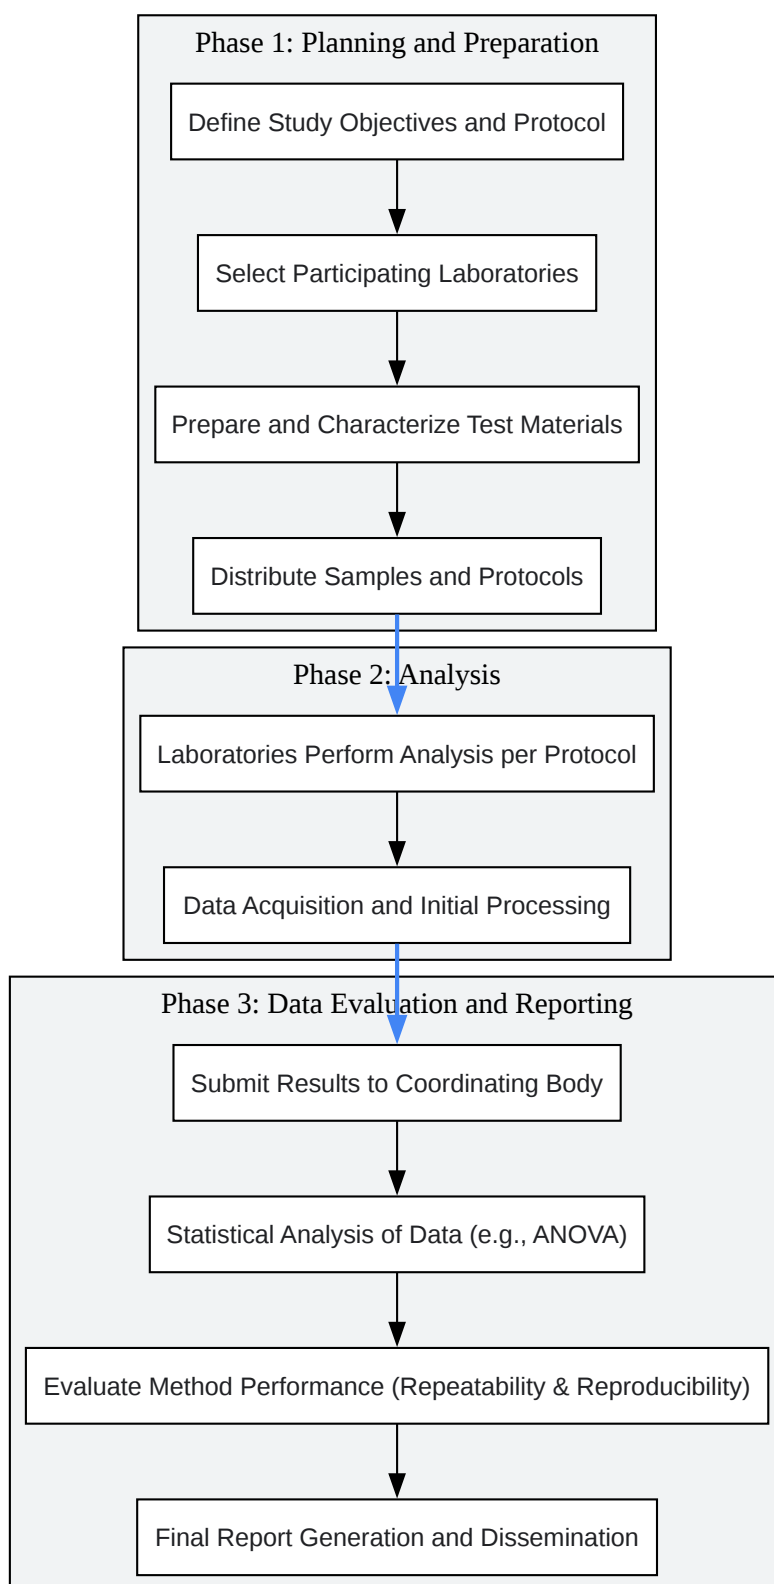 Phase 1: Planning and Preparation
Define Study Objectives and Protocol
Select Participating Laboratories
Prepare and Characterize Test Materials
Distribute Samples and Protocols
Phase 2: Analysis
Laboratories Perform Analysis per Protocol
Data Acquisition and Initial Processing
Phase 3: Data Evaluation and Reporting
Submit Results to Coordinating Body
Statistical Analysis of Data (e.g., ANOVA)
Evaluate Method Performance (Repeatability & Reproducibility)
Final Report Generation and Dissemination